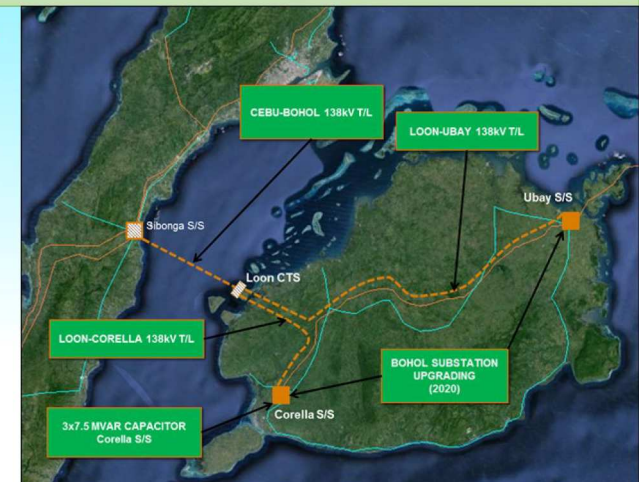 CEBU-BOHOL 138kV T/L
LOON-UBAY 138kV T/L
Ubay S/S
Sibonga S/S
Loon CTS
LOON-CORELLA 138kV T/L
BOHOL SUBSTATION
UPGRADING
(2020)
3x7.5 MVAR CAPACITOR
Corella S/S
Corella S/S